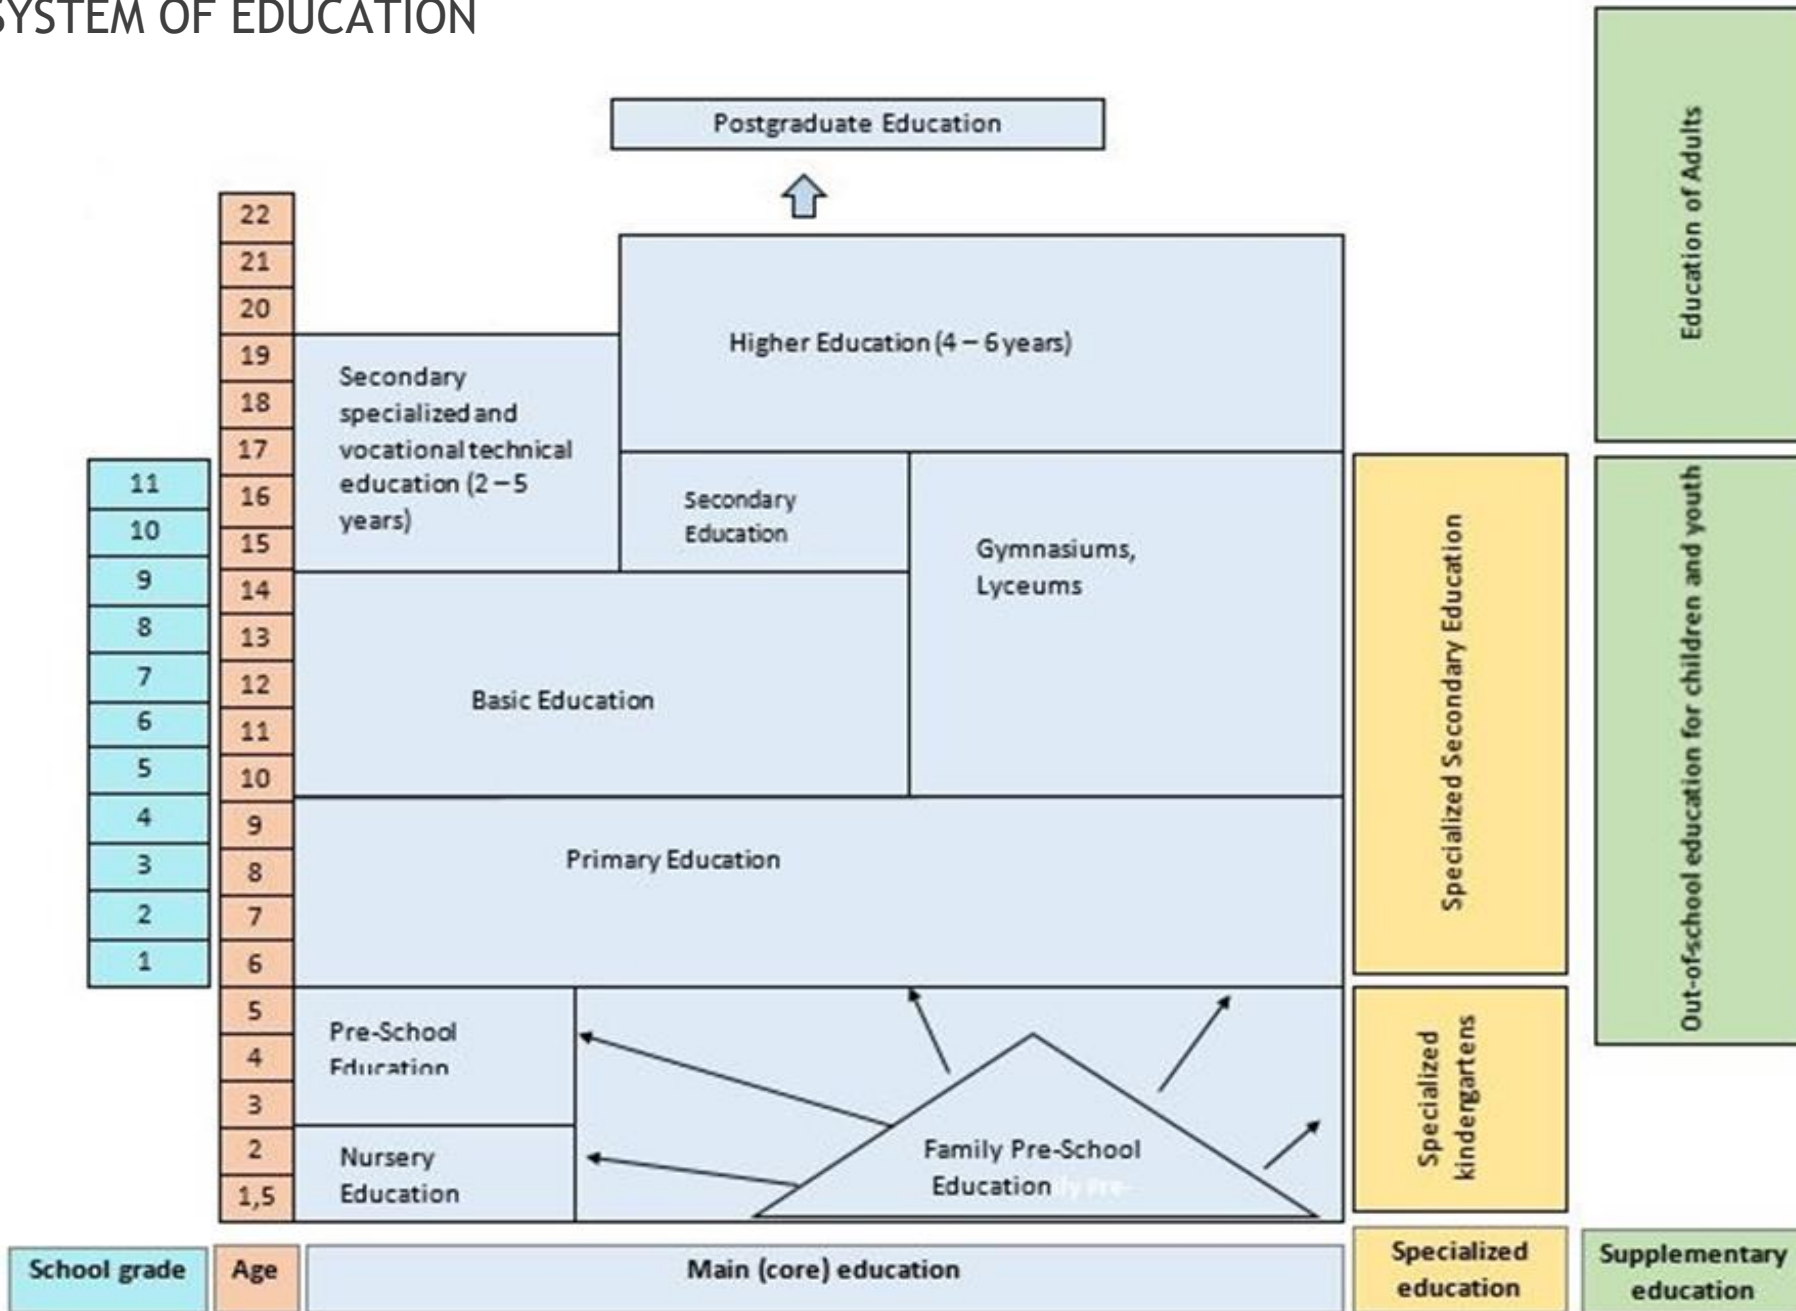 SYSTEM OF EDUCATION
Postgraduate Education
22
21
20
19
18
17
16
15
14
13
12
11
10
9
8
7
6
5
4
3
2
1,5
11
10
9
8
7
6
5
4
3
2
1
Higher Education (4 – 6 years)
Secondary
specialized and
vocational technical
education (2 – 5
years)
Secondary
Education
Gymnasiums,
Lyceums
Basic Education
Primary Education
Pre-School
Education
Nursery
Education
Family Pre-School
Education
Specialized Secondary Education
Specialized
kindergartens
Education of Adults
Out-of-school education for children and youth
School grade
Age
Main (core) education
Specialized
education
Supplementary
education